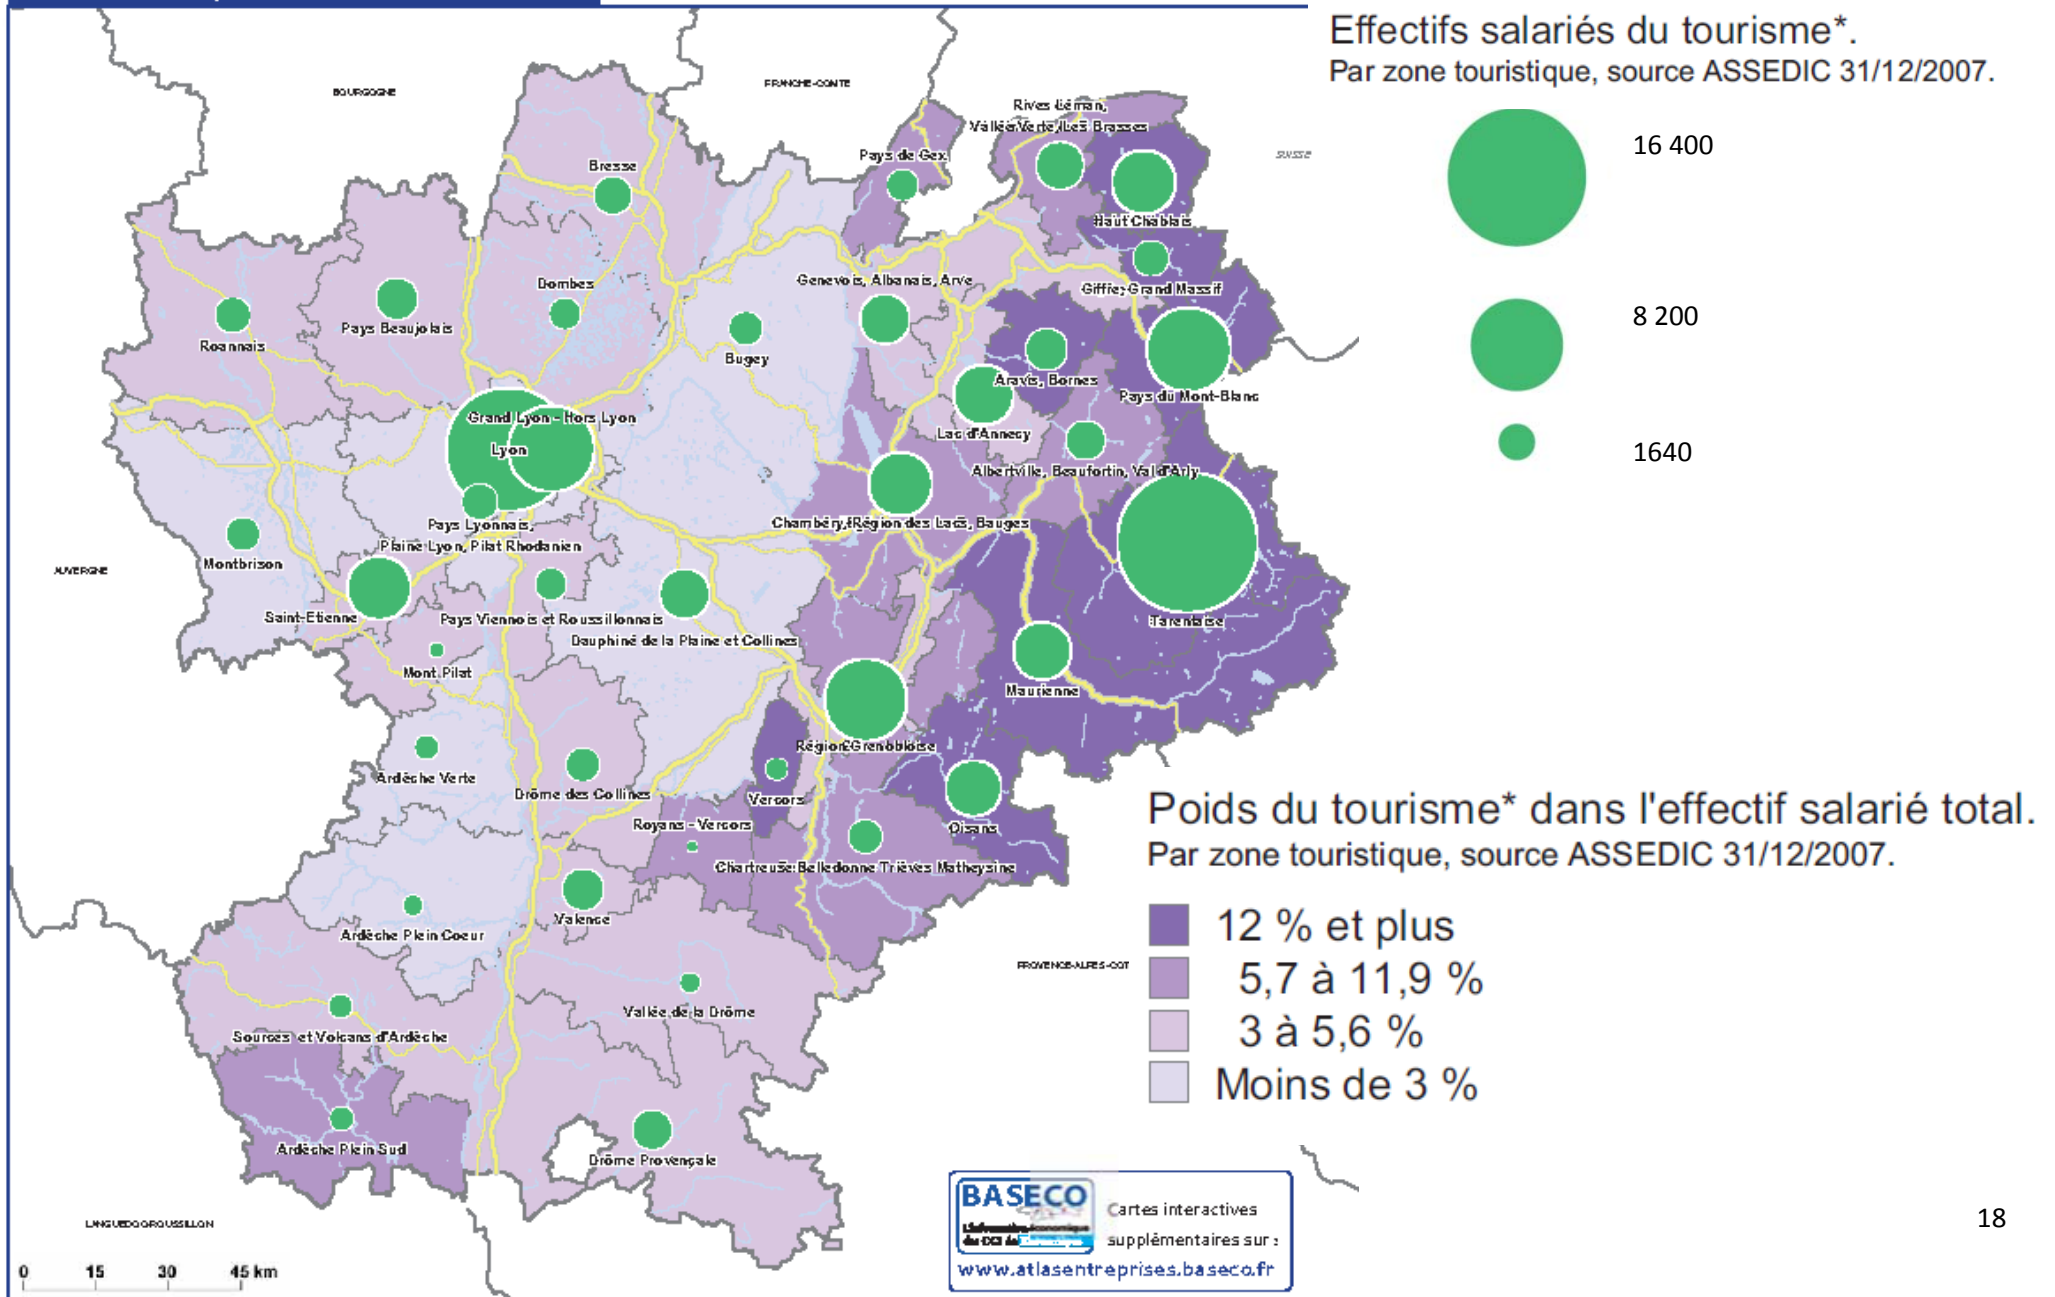 Effectifs salariés du tourisme*.
Par zone touristique, source ASSEDIC 31/12/2007.
16 400
8 200
1640
BOURGOGNE
FRANCHE-COMTE
SUISSE
Rives Léman,
Vallée Verte, Les Brasses
Pays de Gex
Bresse
Haut Chablais
Genevois, Albanais, Arve
Giffre, Grand Massif
Dombes
Pays Beaujolais
Roannais
Bugey
Aravis, Bornes
Pays du Mont-Blanc
Grand Lyon - Hors Lyon
Lyon
Lac d'Annecy
Albertville, Beaufortin, Val d'Arly
Chambéry, Région des Lacs, Bauges
Pays Lyonnais,
Plaine Lyon, Pilat Rhodanien
Montbrison
AUVERGNE
Saint-Etienne
Pays Viennois et Roussillonnais
Dauphiné de la Plaine et Collines
Tarentaise
Mont Pilat
Maurienne
Région Grenobloise
Ardèche Verte
Drôme des Collines
Vercors
Royans - Vercors
Oisans
Chartreuse Belledonne Trièves Matheysine
Valence
Ardèche Plein Coeur
PROVENCE-ALPES-COT
Vallée de la Drôme
Sources et Volcans d'Ardèche
Ardèche Plein Sud
Drôme Provençale
LANGUEDOC-ROUSSILLON
0 15 30 45 km
Poids du tourisme* dans l'effectif salarié total.
Par zone touristique, source ASSEDIC 31/12/2007.
12 % et plus
5,7 à 11,9 %
3 à 5,6 %
Moins de 3 %
BASECO
Cartes interactives
supplémentaires sur :
www.atlasentreprises.baseco.fr
18